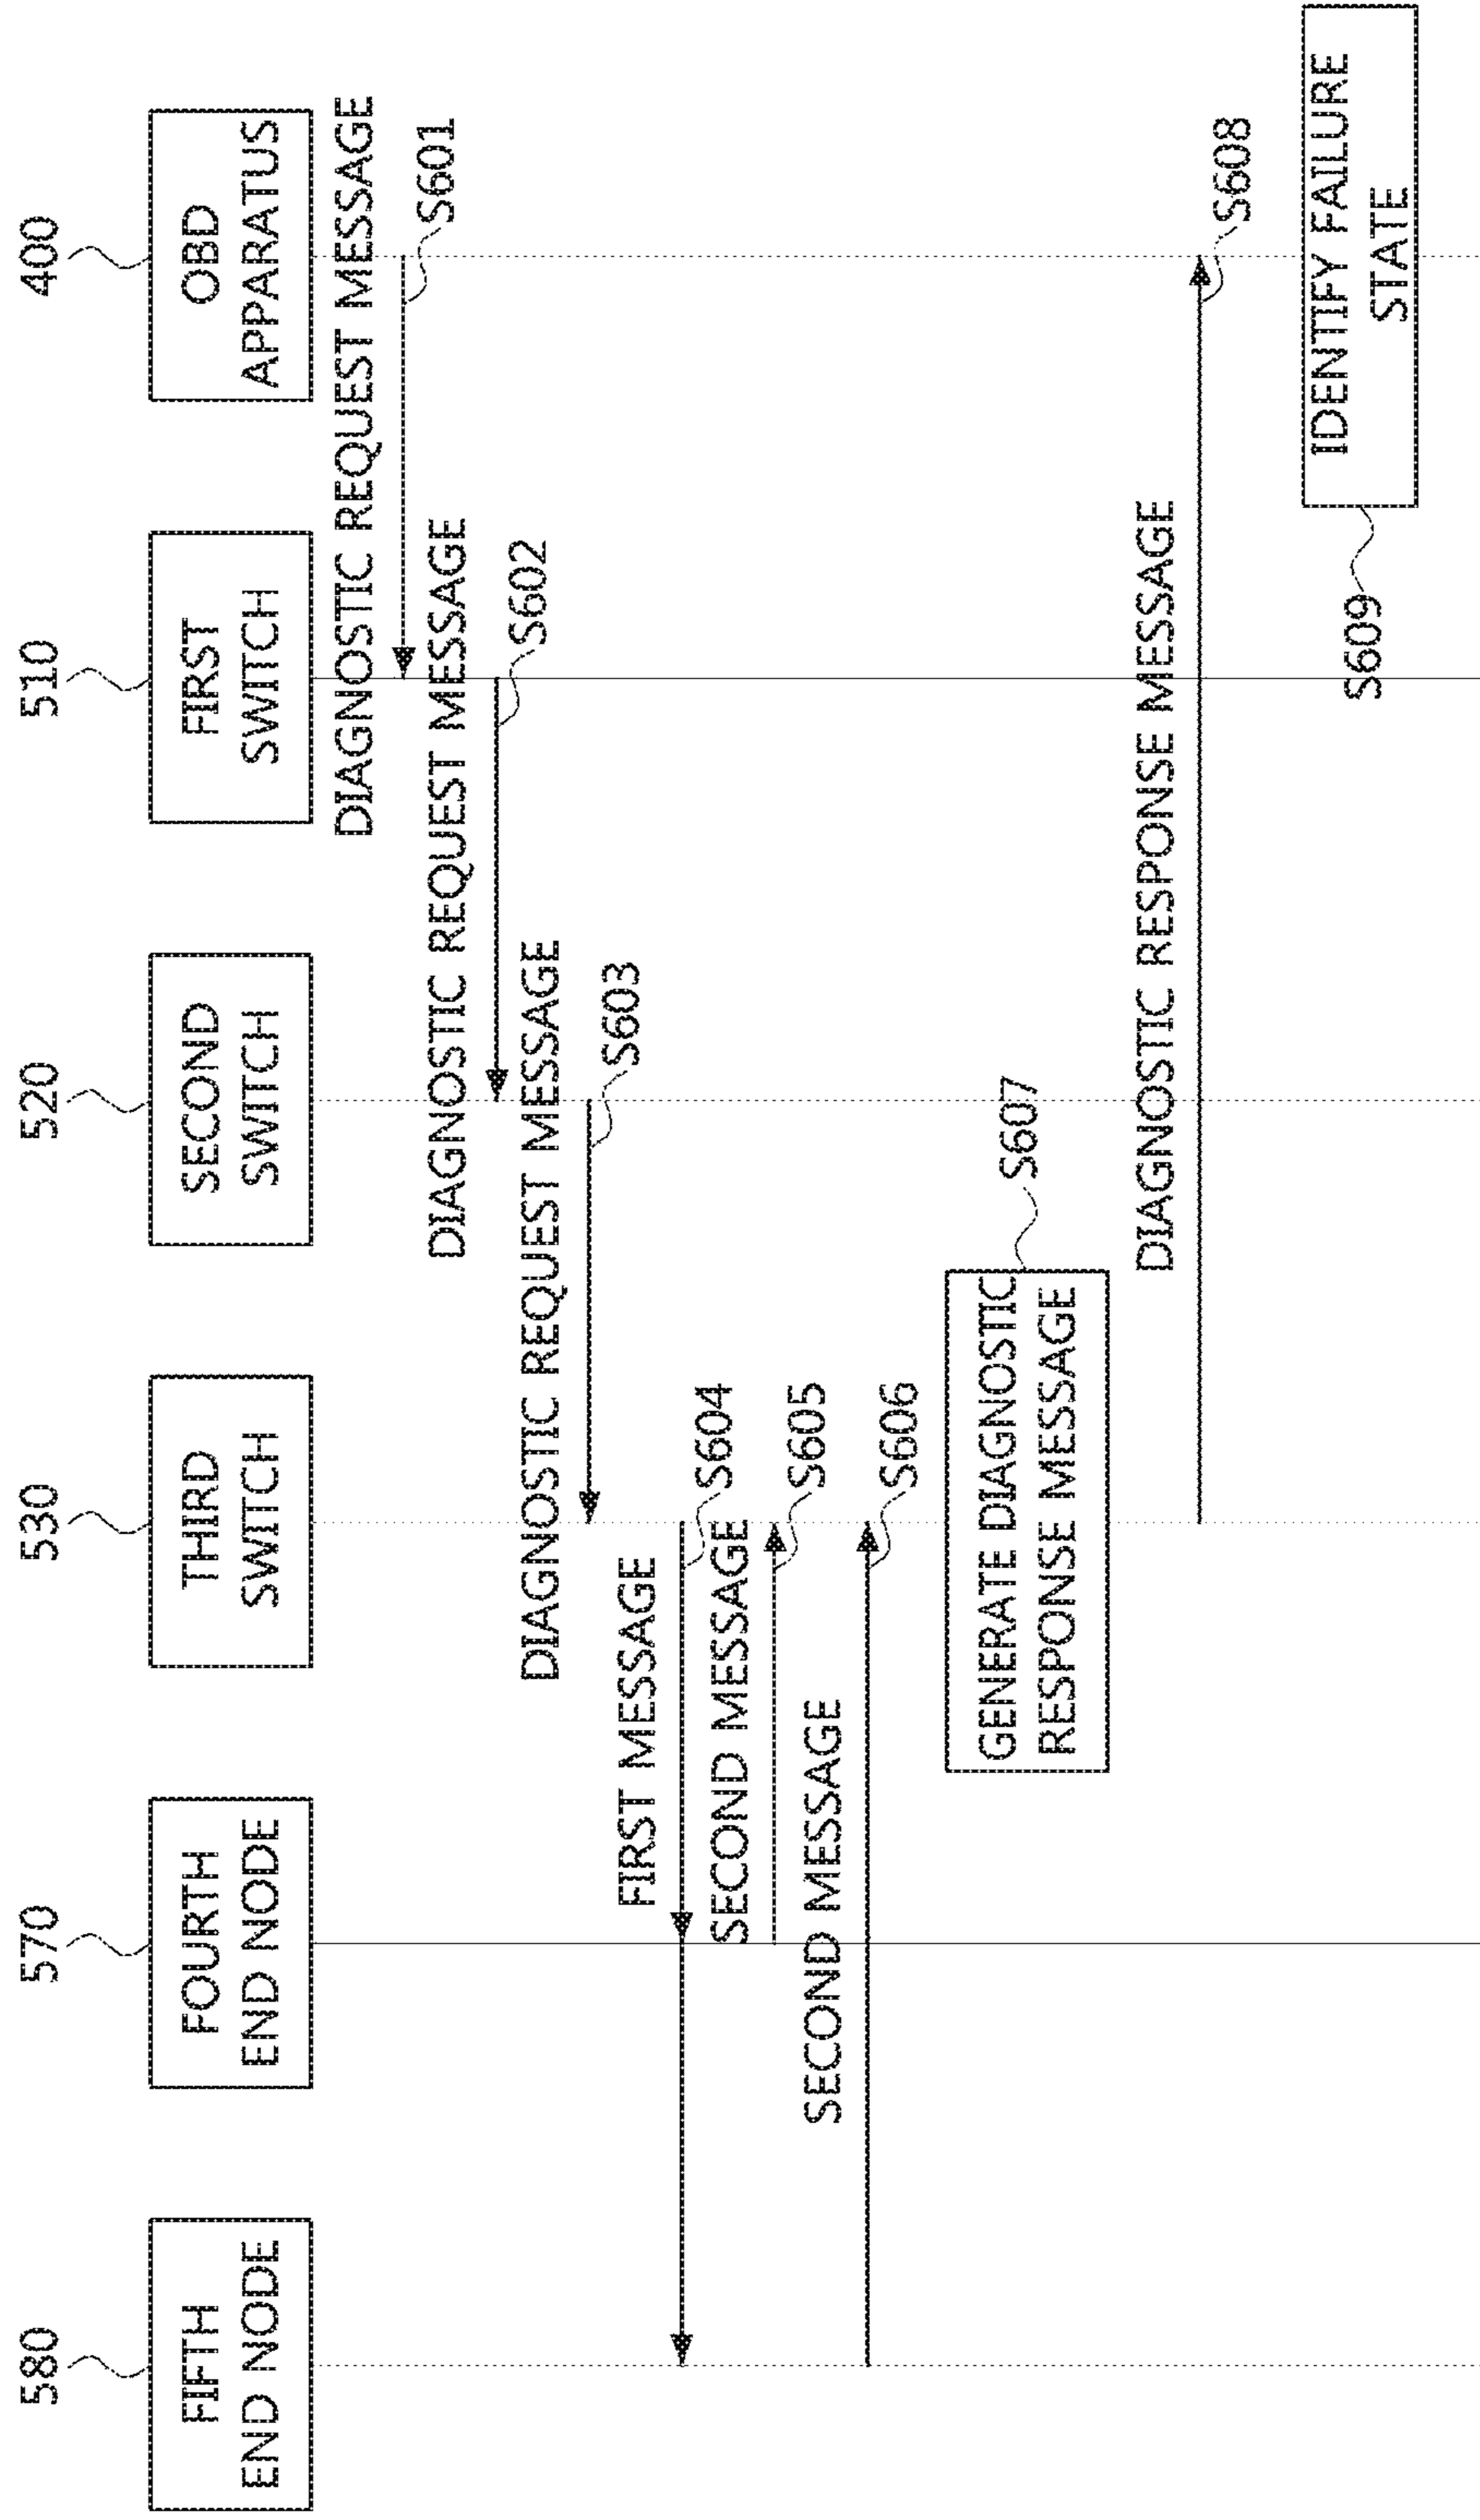 580
570
530
520
510
400
FIFTH
END NODE
FOURTH
END NODE
THIRD
SWITCH
SECOND
SWITCH
FIRST
SWITCH
OBD
APPARATUS
DIAGNOSTIC REQUEST MESSAGE
S601
DIAGNOSTIC REQUEST MESSAGE
S602
DIAGNOSTIC REQUEST MESSAGE
S603
FIRST MESSAGE
S604
SECOND MESSAGE
S605
SECOND MESSAGE
S606
GENERATE DIAGNOSTIC
RESPONSE MESSAGE
S607
DIAGNOSTIC RESPONSE MESSAGE
S608
S609
IDENTIFY FAILURE
STATE